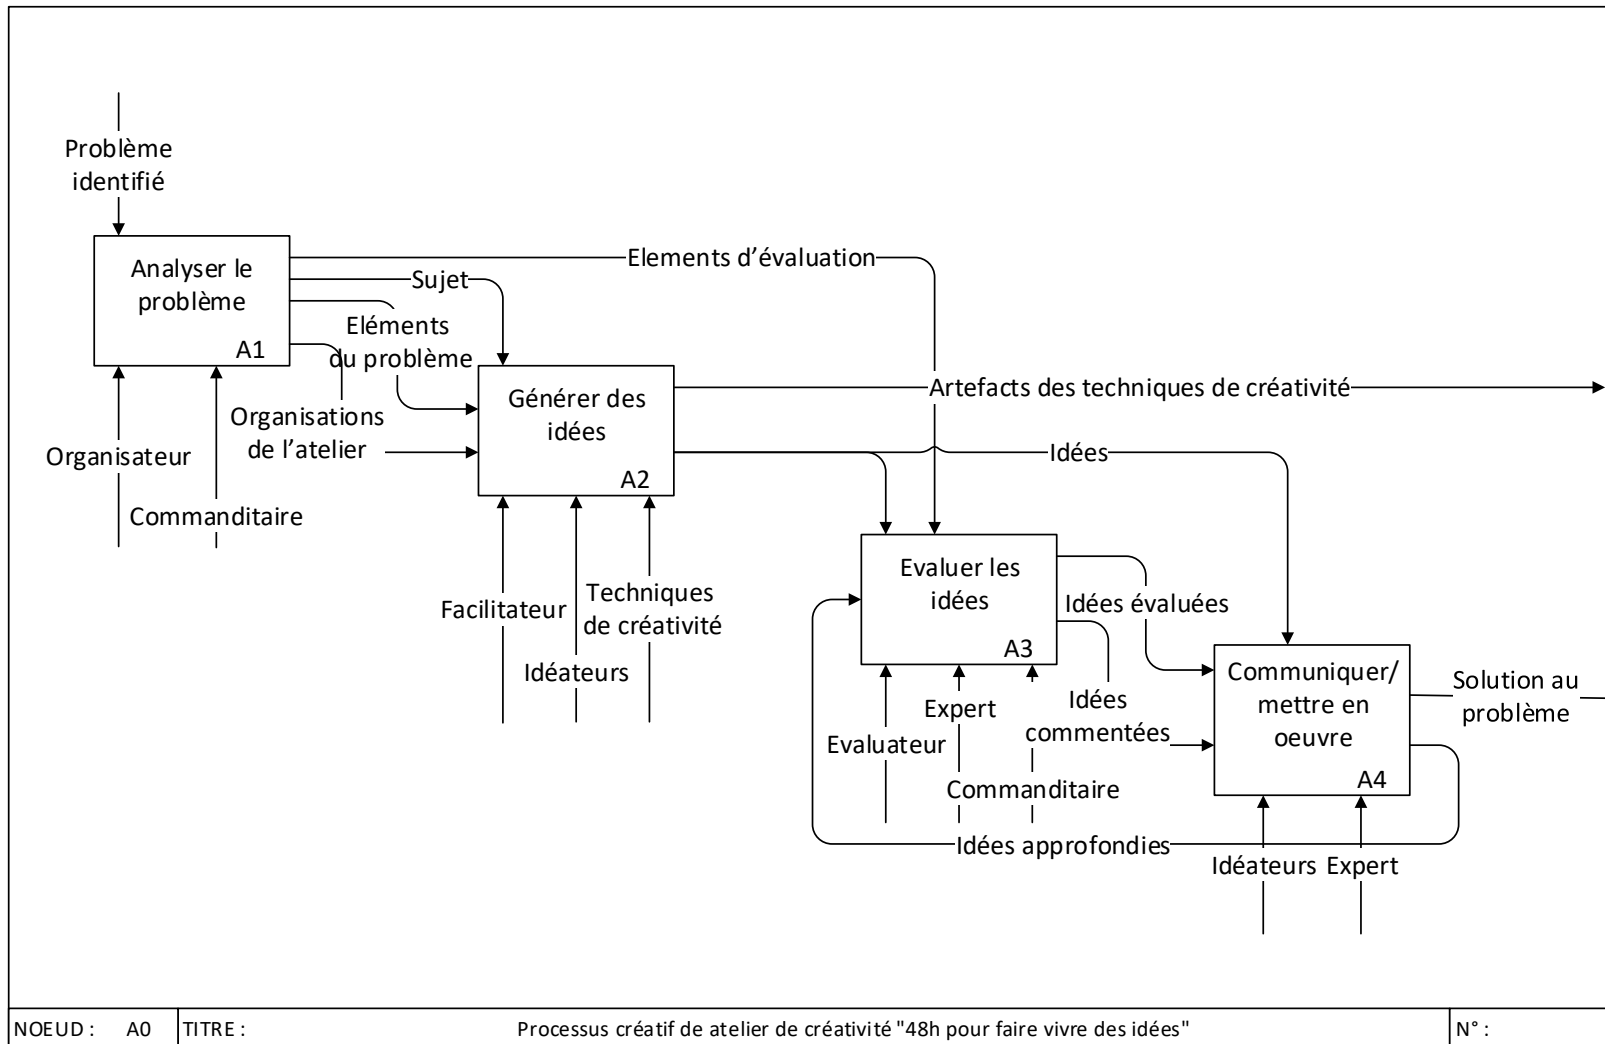 Problème
identifié
Analyser le
problème
A1
Elements d’évaluation
Sujet
Eléments
du problème
Organisations
de l’atelier
Organisateur
Commanditaire
Générer des
idées
A2
Artefacts des techniques de créativité
Idées
Facilitateur
Idéateurs
Techniques
de créativité
Evaluer les
idées
A3
Idées évaluées
Idées
commentées
Expert
Evaluateur
Commanditaire
Communiquer/
mettre en
oeuvre
A4
Solution au
problème
Idées approfondies
Idéateurs Expert
NOEUD : A0 TITRE : Processus créatif de atelier de créativité "48h pour faire vivre des idées" N° :